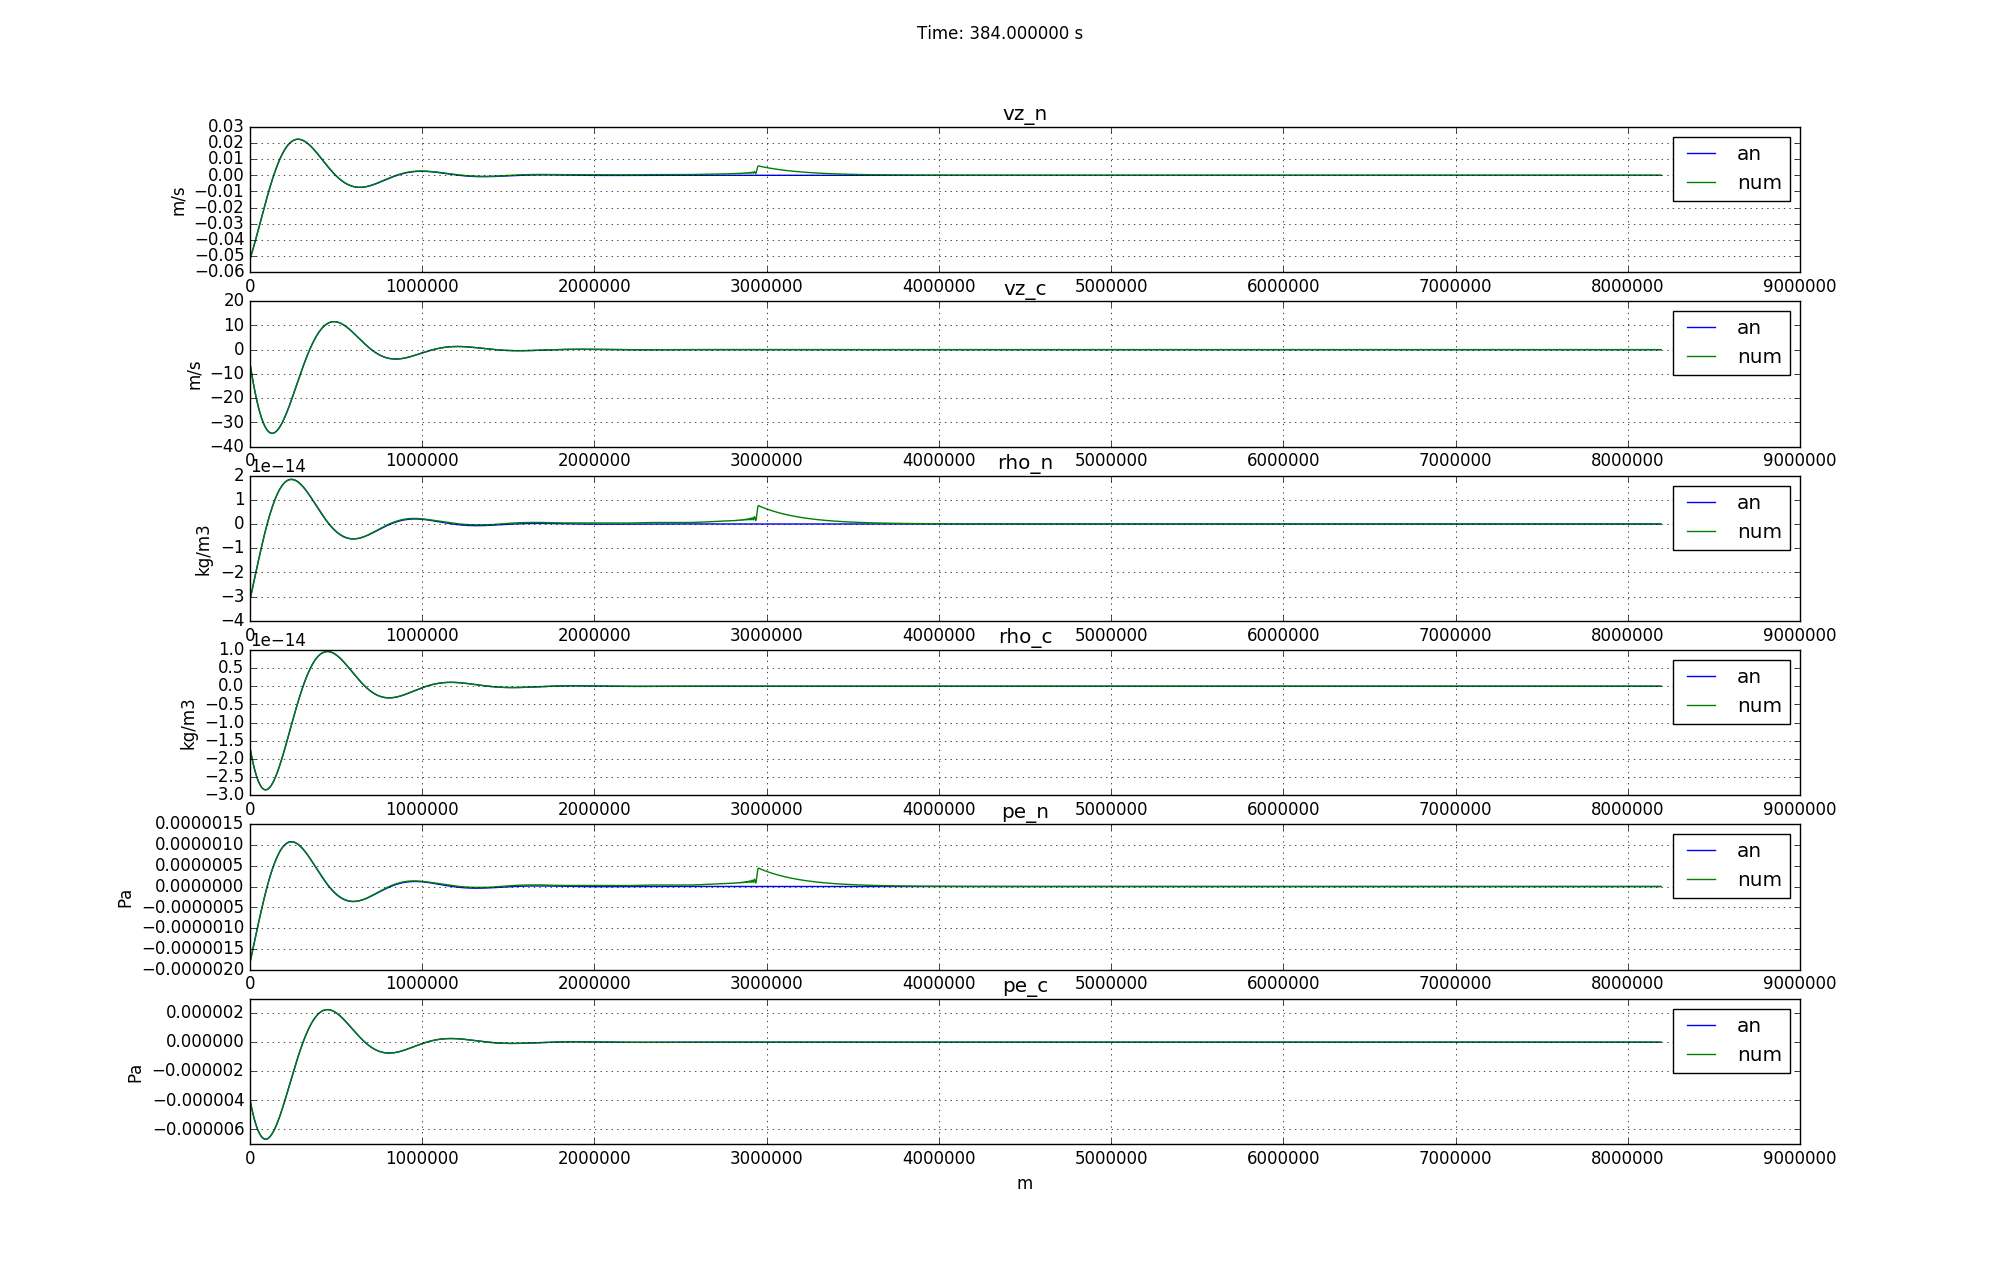 Time: 384.000000 s
vz_n
0.03
0.02
0.01
0.00
−0.01
−0.02
−0.03
−0.04
−0.05
−0.06
m/s
an
num
0 1000000 2000000 3000000 4000000 5000000 6000000 7000000 8000000 9000000
vz_c
20
10
0
−10
−20
−30
−40
m/s
an
num
0 1000000 2000000 3000000 4000000 5000000 6000000 7000000 8000000 9000000
1e−14
rho_n
2
1
0
−1
−2
−3
−4
kg/m3
an
num
0 1000000 2000000 3000000 4000000 5000000 6000000 7000000 8000000 9000000
1e−14
rho_c
1.0
0.5
0.0
−0.5
−1.0
−1.5
−2.0
−2.5
−3.0
kg/m3
an
num
0 1000000 2000000 3000000 4000000 5000000 6000000 7000000 8000000 9000000
pe_n
0.0000015
0.0000010
0.0000005
0.0000000
−0.0000005
−0.0000010
−0.0000015
−0.0000020
Pa
an
num
0 1000000 2000000 3000000 4000000 5000000 6000000 7000000 8000000 9000000
pe_c
0.000002
0.000000
−0.000002
−0.000004
−0.000006
Pa
an
num
0 1000000 2000000 3000000 4000000 5000000 6000000 7000000 8000000 9000000
m